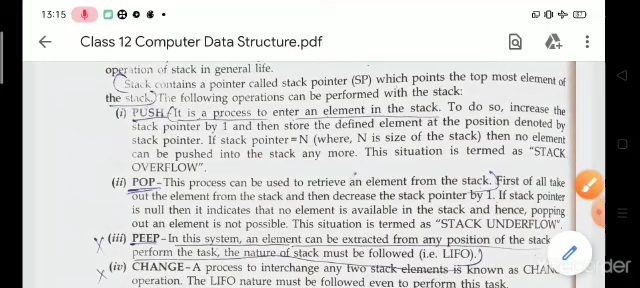 13:15
87
Class 12 Computer Data Structure.pdf
operation of stack in general life.
Stack contains a pointer called stack pointer (SP) which points the top most element of
the stack. The following operations can be performed with the stack:
(i) PUSH-It is a process to enter an element in the stack. To do so, increase the
stack pointer by 1 and then store the defined element at the position denoted by
stack pointer. If stack pointer=N (where, N is size of the stack) then no element
can be pushed into the stack any more. This situation is termed as "STACK
OVERFLOW".
(ii) POP-This process can be used to retrieve an element from the stack. First of all take
out the element from the stack and then decrease the stack pointer by 1. If stack pointer
is null then it indicates that no element is available in the stack and hence, popping
out an element is not possible. This situation is termed as "STACK UNDERFLOW".
(iii) PEEP-In this system, an element can be extracted from any position of the stack
perform the task, the nature of stack must be followed (i.e. LIFO).
(iv) CHANGE-A process to interchange any two stack elements is known as CHAN
operation. The LIFO nature must be followed even to perform this task.